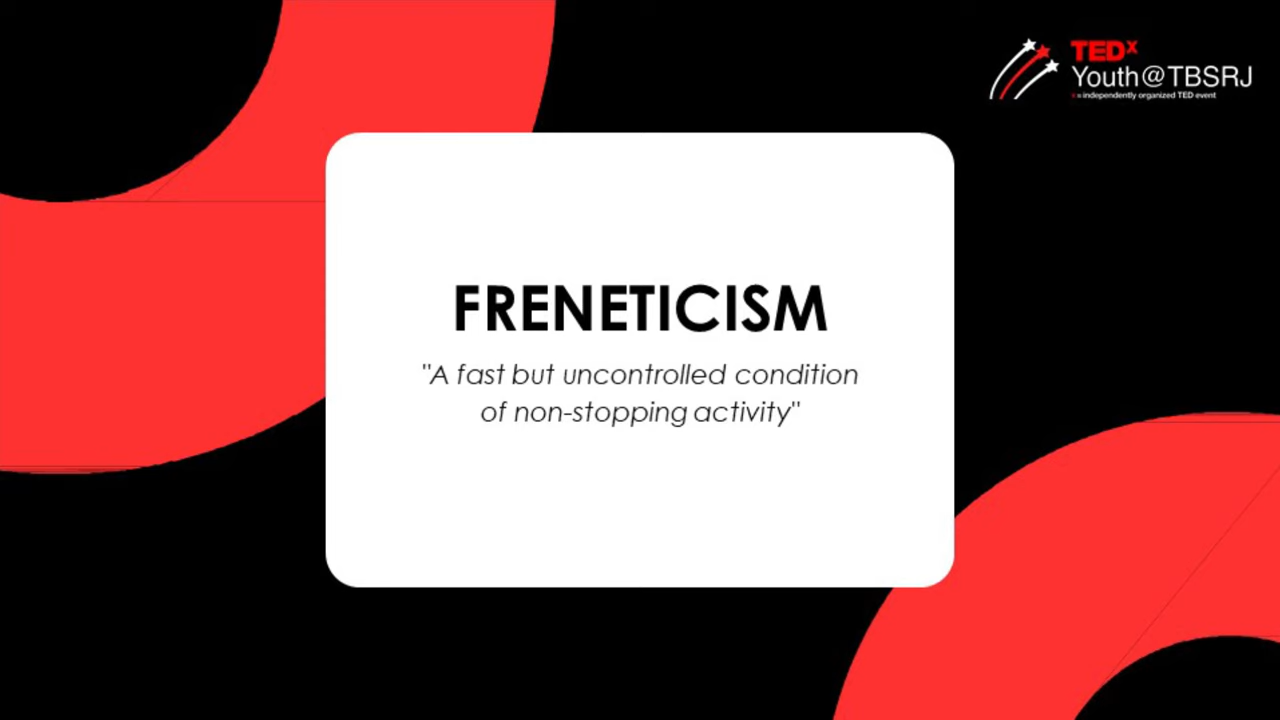 TEDx
Youth@TBSRJ
x = independently organized TED event
FRENETICISM
"A fast but uncontrolled condition
of non-stopping activity"